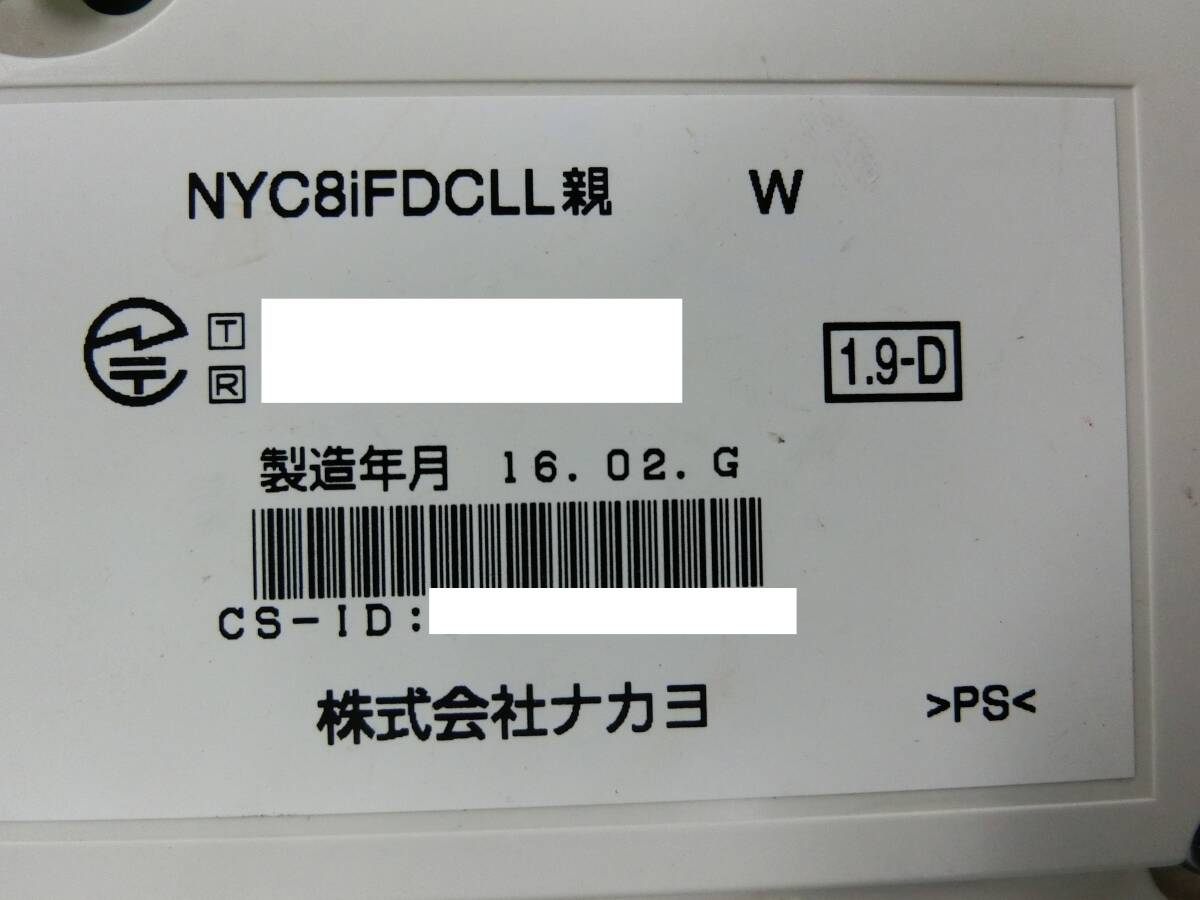 NYC8iFDCLL親 W
T
R
1.9-D
製造年月 16.02.G
CS-ID:
株式会社ナカヨ >PS<